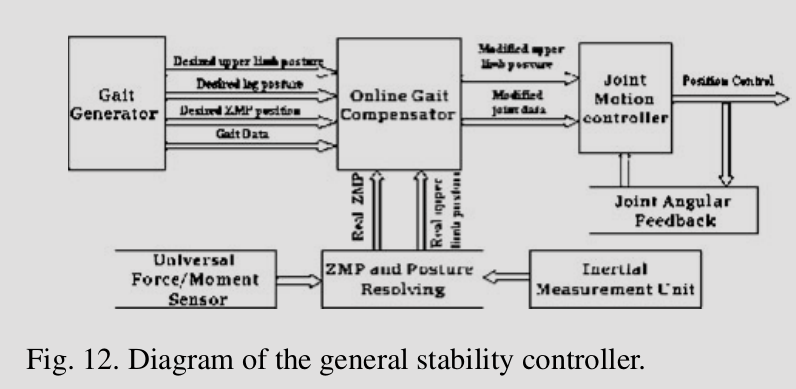 Gait
Generator
Desired upper limb posture
Desired leg posture
Desired ZMP position
Gait Data
Online Gait
Compensator
Modified upper
limb posture
Modified
joint data
Joint
Motion
controller
Position Control
Joint Angular
Feedback
Real ZMP
Real upper
limb posture
Universal
Force/Moment
Sensor
ZMP and Posture
Resolving
Inertial
Measurement Unit
Fig. 12. Diagram of the general stability controller.